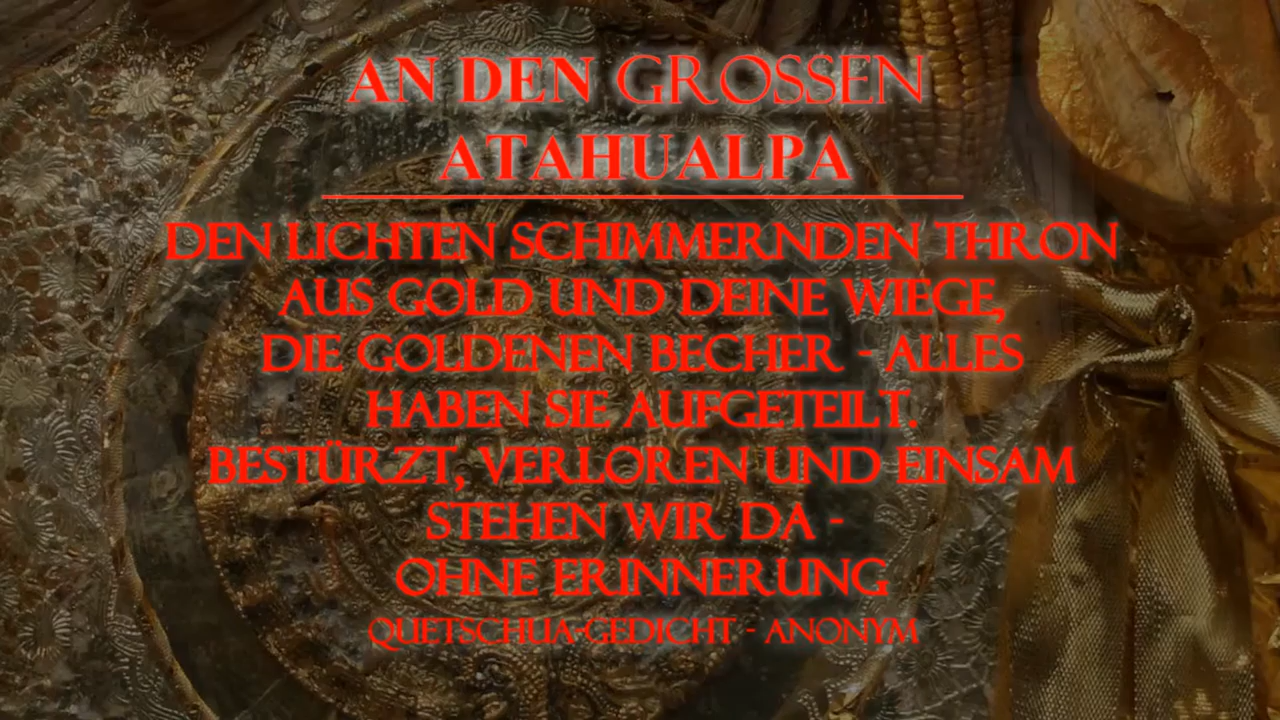 AN DEN GROSSEN
ATAHUALPA
DEN LICHTEN SCHIMMERNDEN THRON
AUS GOLD UND DEINE WIEGE,
DIE GOLDENEN BECHER - ALLES
HABEN SIE AUFGETEILT.
BESTÜRZT, VERLOREN UND EINSAM
STEHEN WIR DA -
OHNE ERINNERUNG
QUETSCHUA-GEDICHT - ANONYM